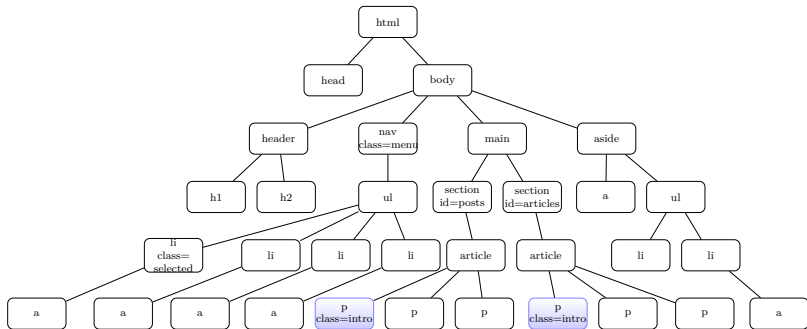 html
head
body
header
nav
class=menu
main
aside
h1
h2
ul
section
id=posts
section
id=articles
a
ul
li
class=
selected
li
li
li
article
article
li
li
a
a
a
a
p
class=intro
p
p
p
class=intro
p
p
a